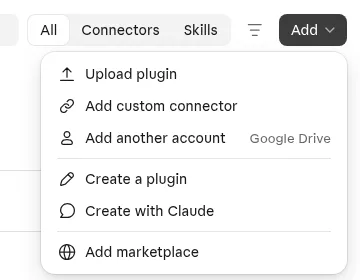 All Connectors Skills Add
Upload plugin
Add custom connector
Add another account Google Drive
Create a plugin
Create with Claude
Add marketplace